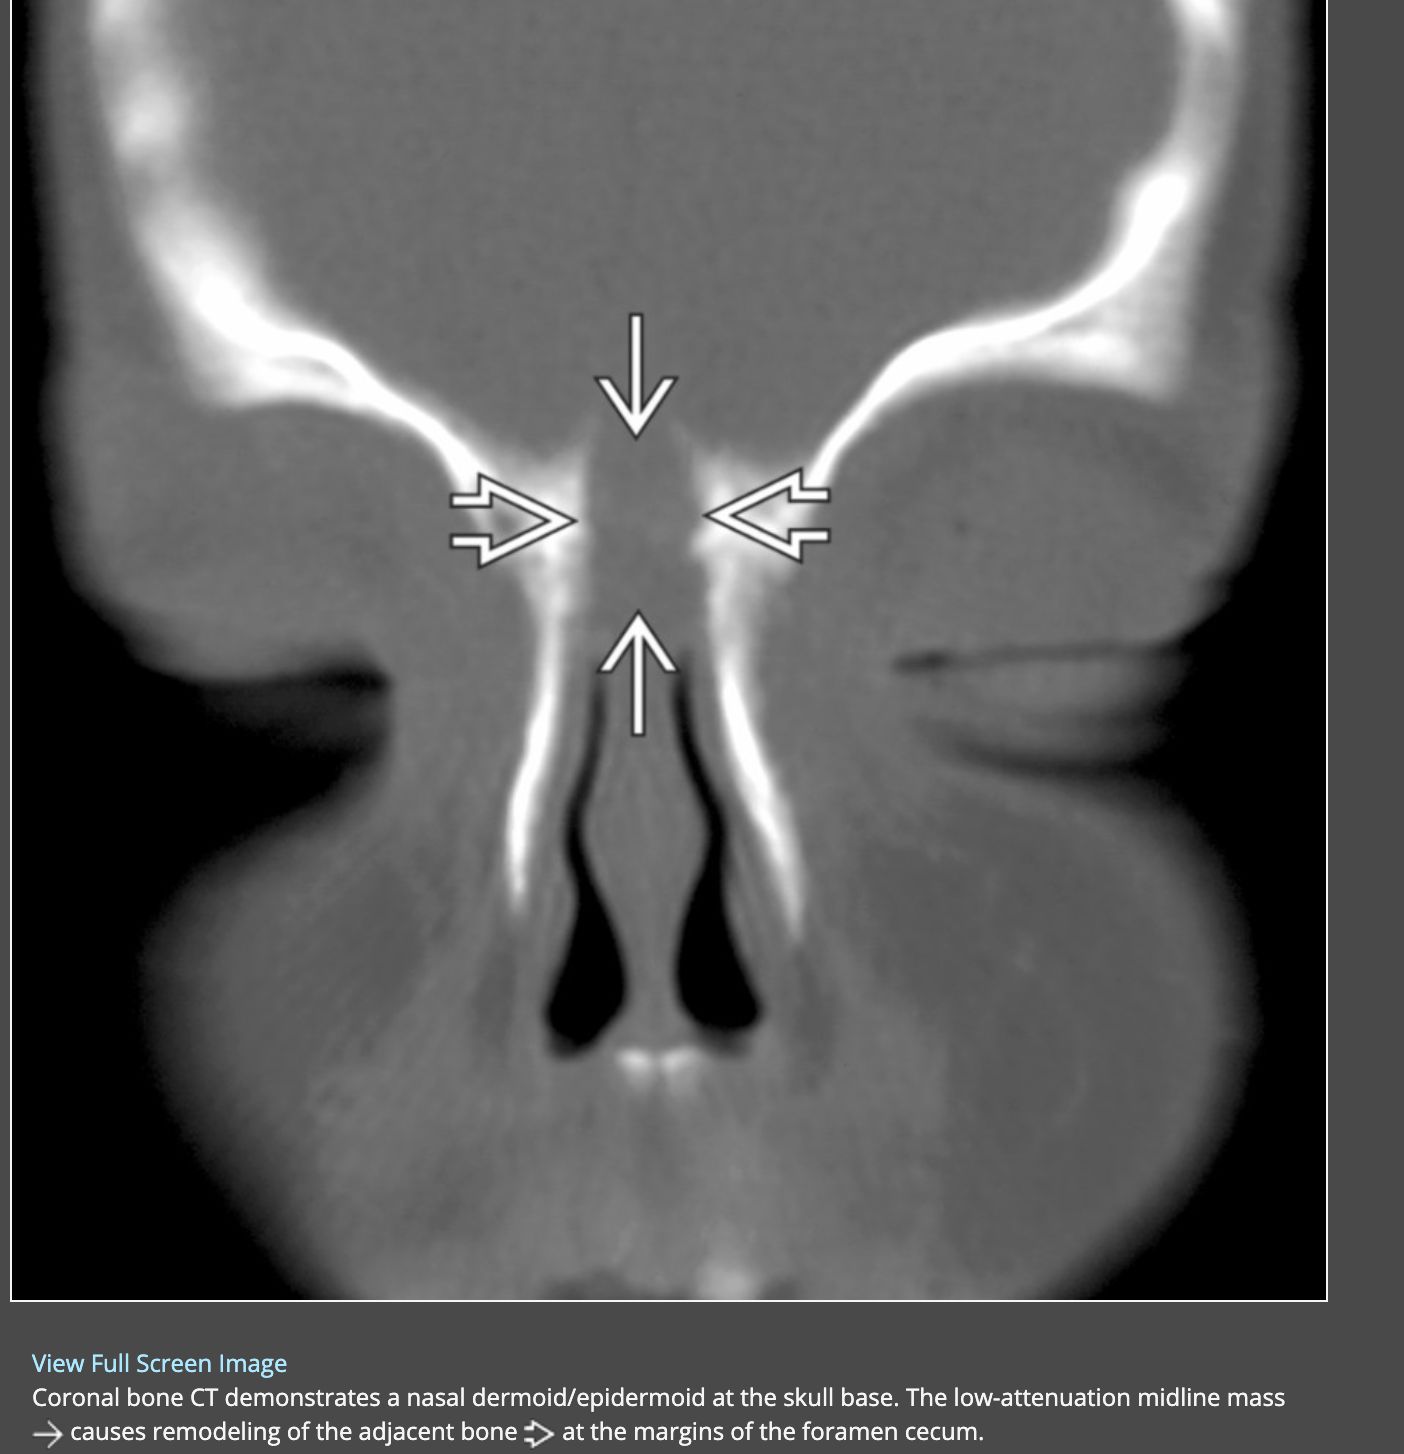 View Full Screen Image
Coronal bone CT demonstrates a nasal dermoid/epidermoid at the skull base. The low-attenuation midline mass
causes remodeling of the adjacent bone at the margins of the foramen cecum.